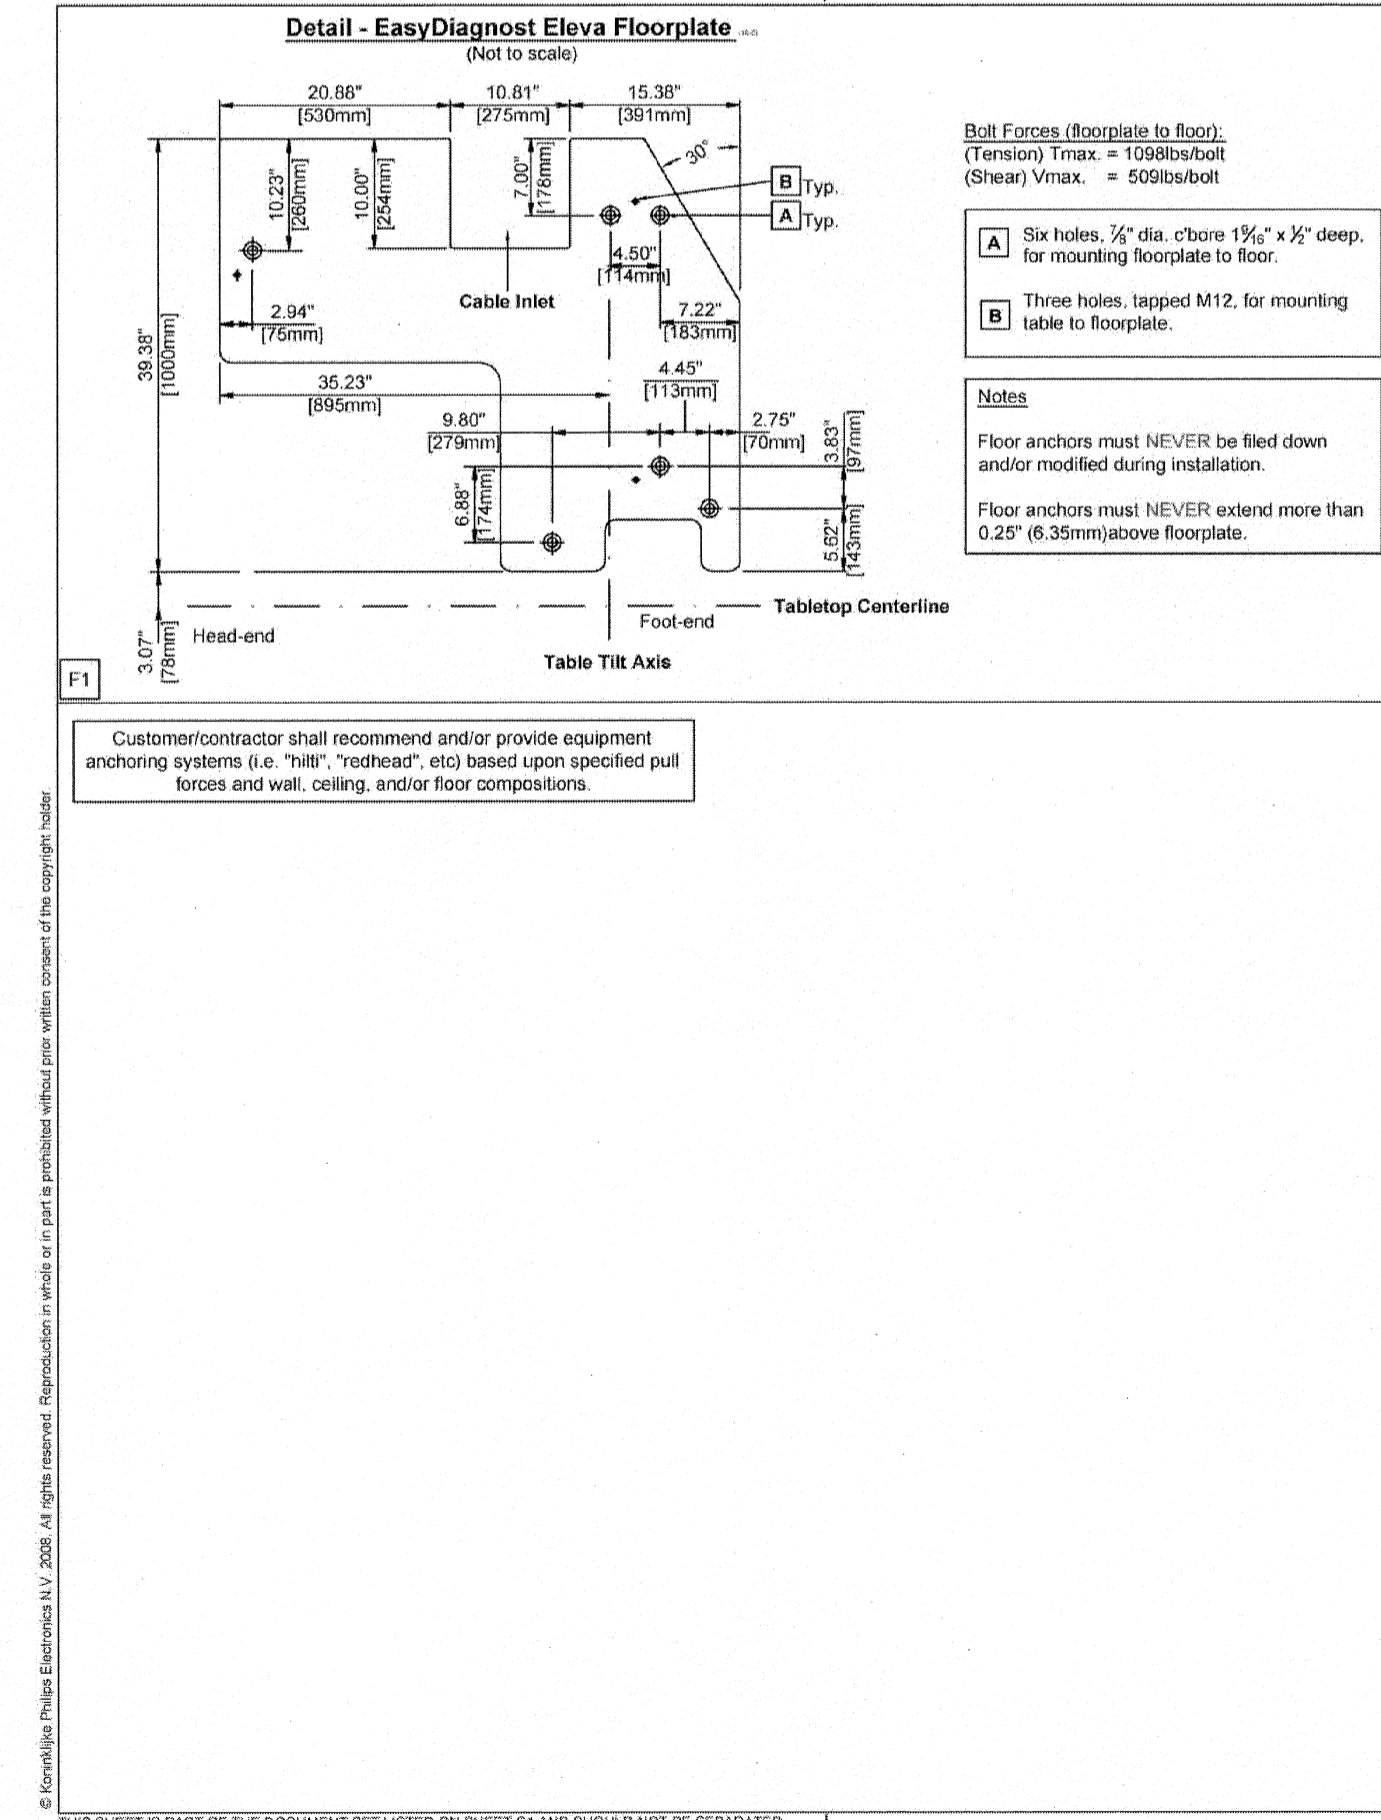 Detail - EasyDiagnost Eleva Floorplate
(Not to scale)
20.88"
[530mm]
10.81"
[275mm]
15.38"
[391mm]
10.23"
[260mm]
10.00"
[254mm]
7.00"
[178mm]
30°
B Typ.
A Typ.
4.50"
[114mm]
Cable Inlet
2.94"
[75mm]
7.22"
[183mm]
39.38"
[1000mm]
35.23"
[895mm]
4.45"
[113mm]
9.80"
[279mm]
2.75"
[70mm]
3.83"
[97mm]
6.88"
[174mm]
5.62"
[143mm]
Tabletop Centerline
Head-end
Foot-end
3.07"
[78mm]
Table Tilt Axis
F1
Bolt Forces (floorplate to floor):
(Tension) Tmax. = 1098lbs/bolt
(Shear) Vmax. = 509lbs/bolt
A Six holes, 7/8" dia. c'bore 1 9/16" x 1/2" deep,
for mounting floorplate to floor.
B Three holes, tapped M12, for mounting
table to floorplate.
Notes
Floor anchors must NEVER be filed down
and/or modified during installation.
Floor anchors must NEVER extend more than
0.25" (6.35mm)above floorplate.
Customer/contractor shall recommend and/or provide equipment
anchoring systems (i.e. "hilti", "redhead", etc) based upon specified pull
forces and wall, ceiling, and/or floor compositions.
© Koninklijke Philips Electronics N.V. 2008. All rights reserved. Reproduction in whole or in part is prohibited without prior written consent of the copyright holder.